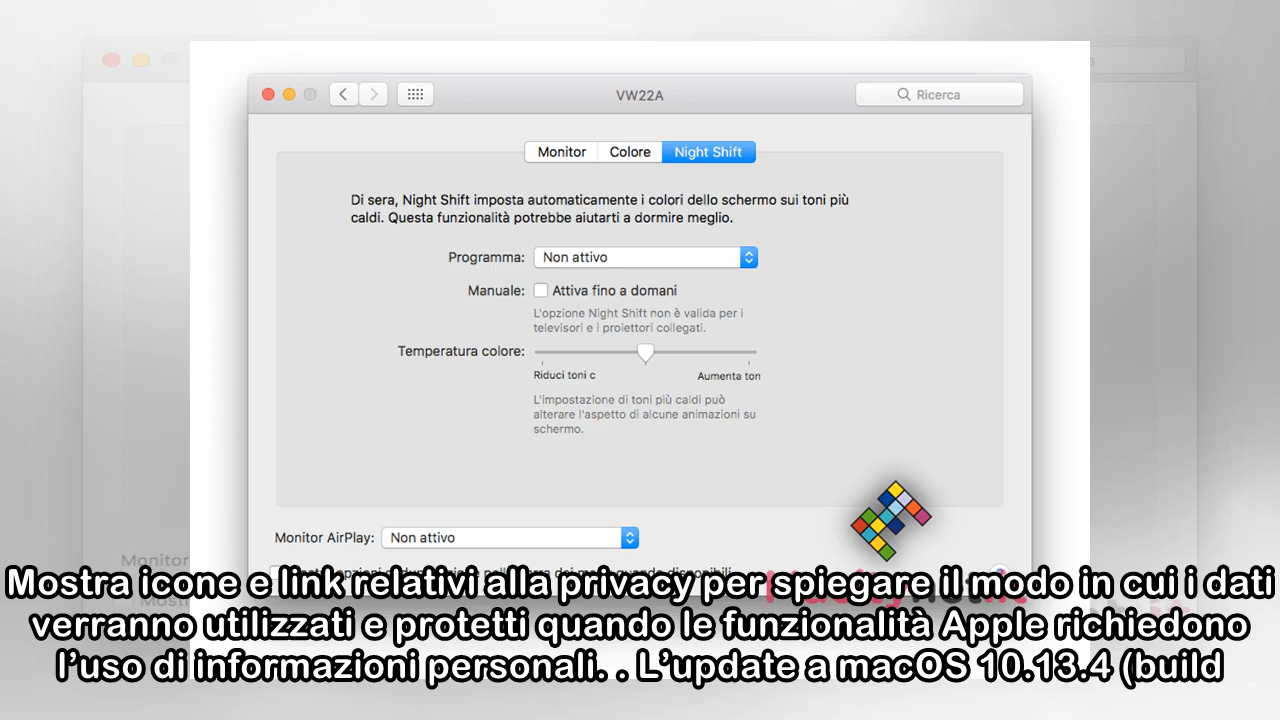 VW22A
Ricerca
Monitor Colore Night Shift
Di sera, Night Shift imposta automaticamente i colori dello schermo sui toni più
caldi. Questa funzionalità potrebbe aiutarti a dormire meglio.
Programma: Non attivo
Manuale: Attiva fino a domani
L'opzione Night Shift non è valida per i
televisori e i proiettori collegati.
Temperatura colore:
Riduci toni c Aumenta ton
L'impostazione di toni più caldi può
alterare l'aspetto di alcune animazioni su
schermo.
Monitor AirPlay: Non attivo
Monitor
Mostra icone e link relativi alla privacy per spiegare il modo in cui i dati
verranno utilizzati e protetti quando le funzionalità Apple richiedono
l’uso di informazioni personali. . L’update a macOS 10.13.4 (build